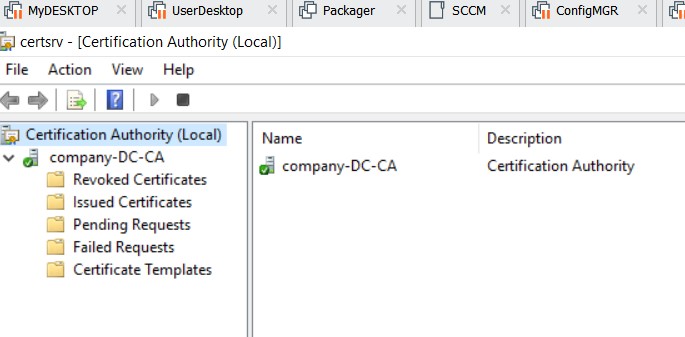 MyDESKTOP UserDesktop Packager SCCM ConfigMGR
certsrv - [Certification Authority (Local)]
File Action View Help
Certification Authority (Local)
Name Description
company-DC-CA
company-DC-CA Certification Authority
Revoked Certificates
Issued Certificates
Pending Requests
Failed Requests
Certificate Templates